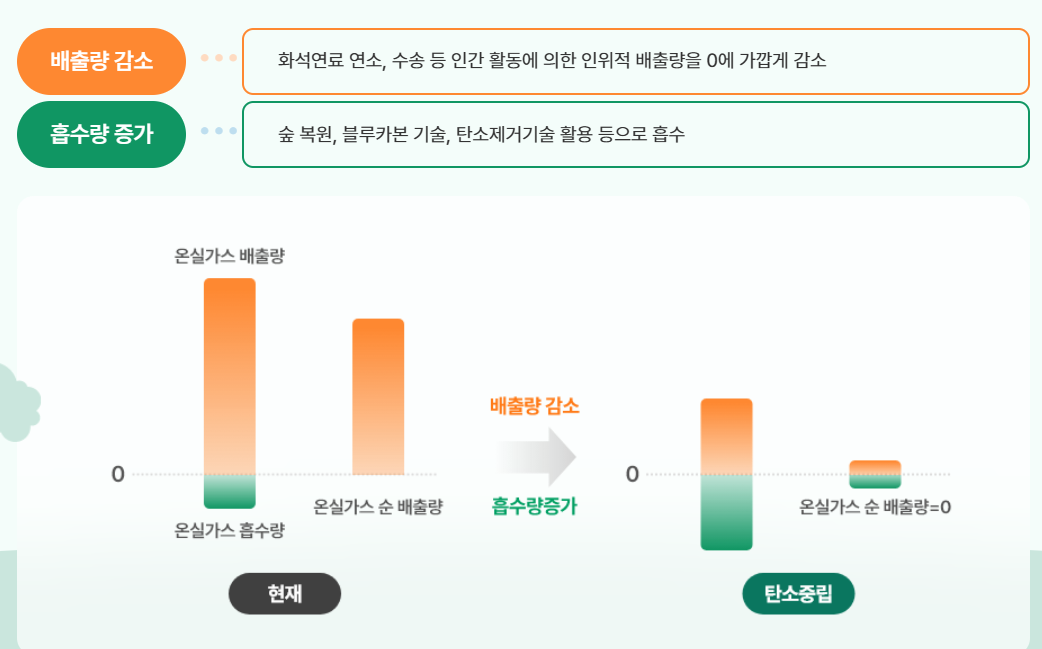 배출량 감소
화석연료 연소, 수송 등 인간 활동에 의한 인위적 배출량을 0에 가깝게 감소
흡수량 증가
숲 복원, 블루카본 기술, 탄소제거기술 활용 등으로 흡수
온실가스 배출량
0
온실가스 순 배출량
온실가스 흡수량
현재
배출량 감소
흡수량증가
0
온실가스 순 배출량=0
탄소중립